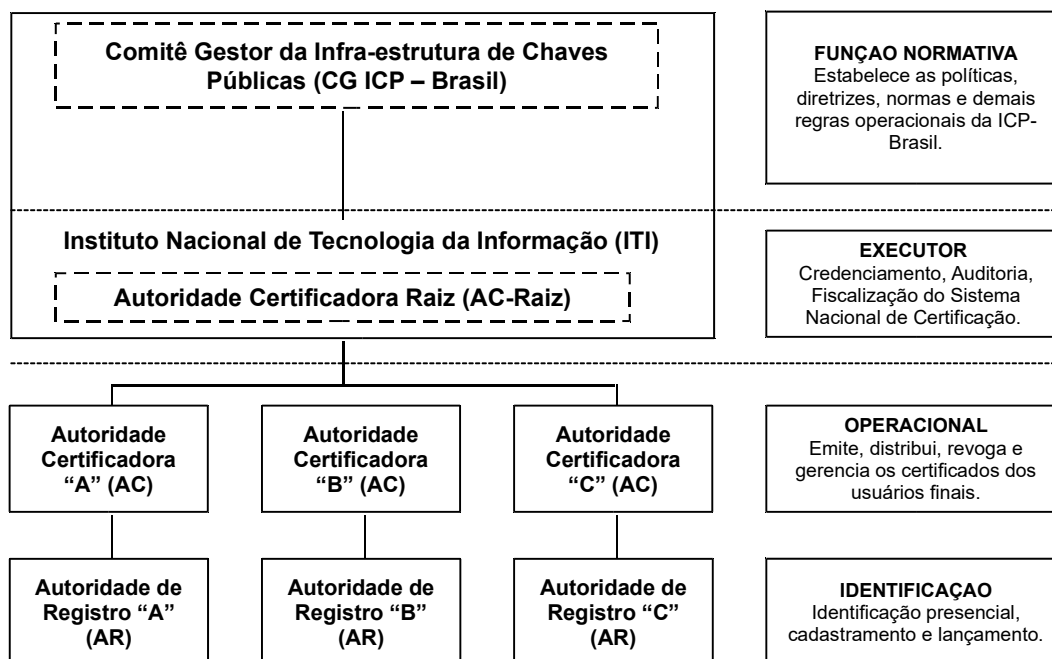 Comitê Gestor da Infra-estrutura de Chaves
Públicas (CG ICP – Brasil)
FUNÇAO NORMATIVA
Estabelece as políticas,
diretrizes, normas e demais
regras operacionais da ICP-
Brasil.
Instituto Nacional de Tecnologia da Informação (ITI)
Autoridade Certificadora Raiz (AC-Raiz)
EXECUTOR
Credenciamento, Auditoria,
Fiscalização do Sistema
Nacional de Certificação.
Autoridade
Certificadora
“A” (AC)
Autoridade
Certificadora
“B” (AC)
Autoridade
Certificadora
“C” (AC)
OPERACIONAL
Emite, distribui, revoga e
gerencia os certificados dos
usuários finais.
Autoridade de
Registro “A”
(AR)
Autoridade de
Registro “B”
(AR)
Autoridade de
Registro “C”
(AR)
IDENTIFICAÇAO
Identificação presencial,
cadastramento e lançamento.